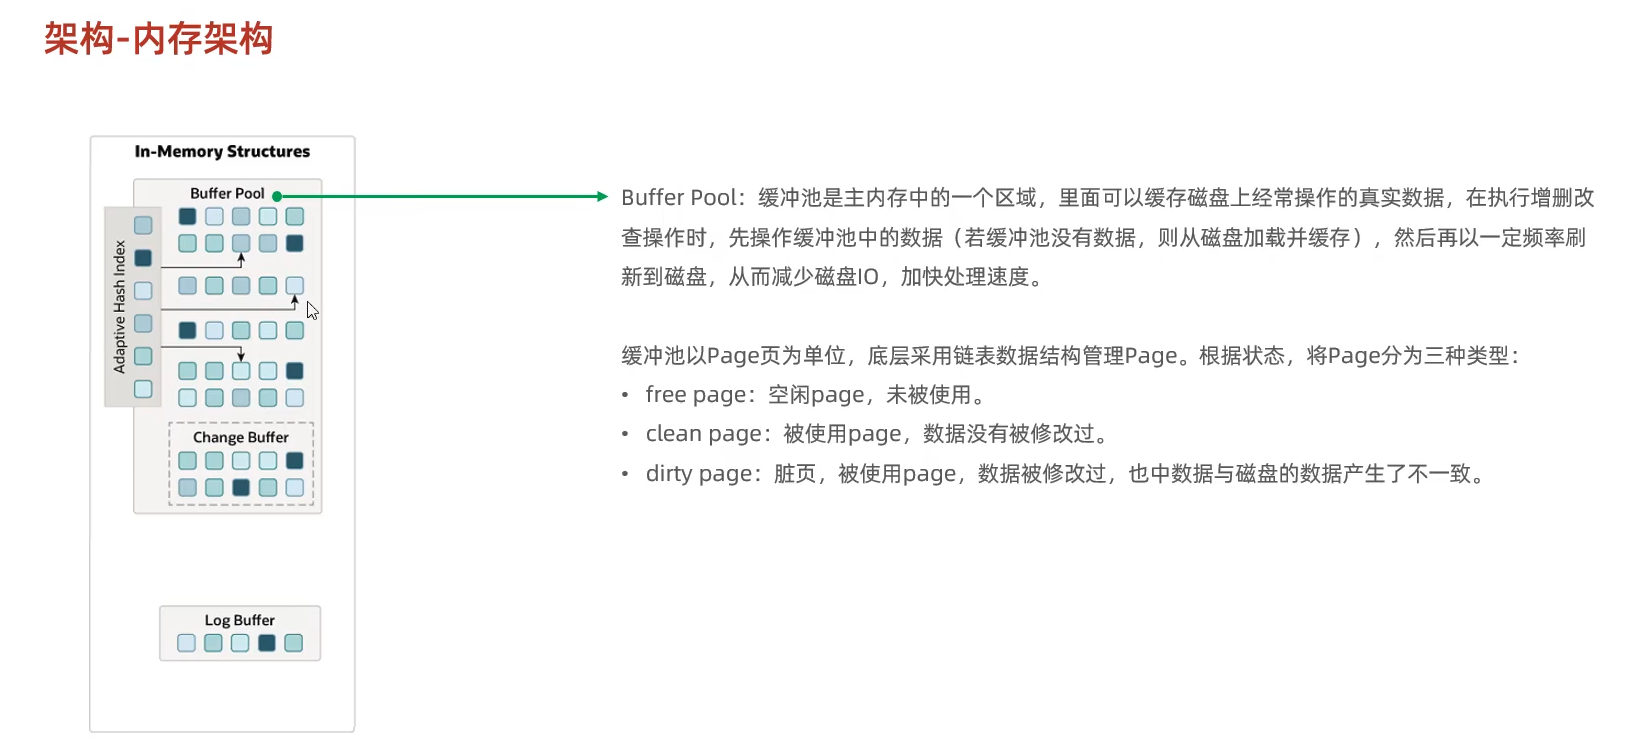 架构-内存架构
In-Memory Structures
Buffer Pool
Adaptive Hash Index
Change Buffer
Log Buffer
Buffer Pool：缓冲池是主内存中的一个区域，里面可以缓存磁盘上经常操作的真实数据，在执行增删改
查操作时，先操作缓冲池中的数据（若缓冲池没有数据，则从磁盘加载并缓存），然后再以一定频率刷
新到磁盘，从而减少磁盘IO，加快处理速度。
缓冲池以Page页为单位，底层采用链表数据结构管理Page。根据状态，将Page分为三种类型：
• free page：空闲page，未被使用。
• clean page：被使用page，数据没有被修改过。
• dirty page：脏页，被使用page，数据被修改过，也中数据与磁盘的数据产生了不一致。